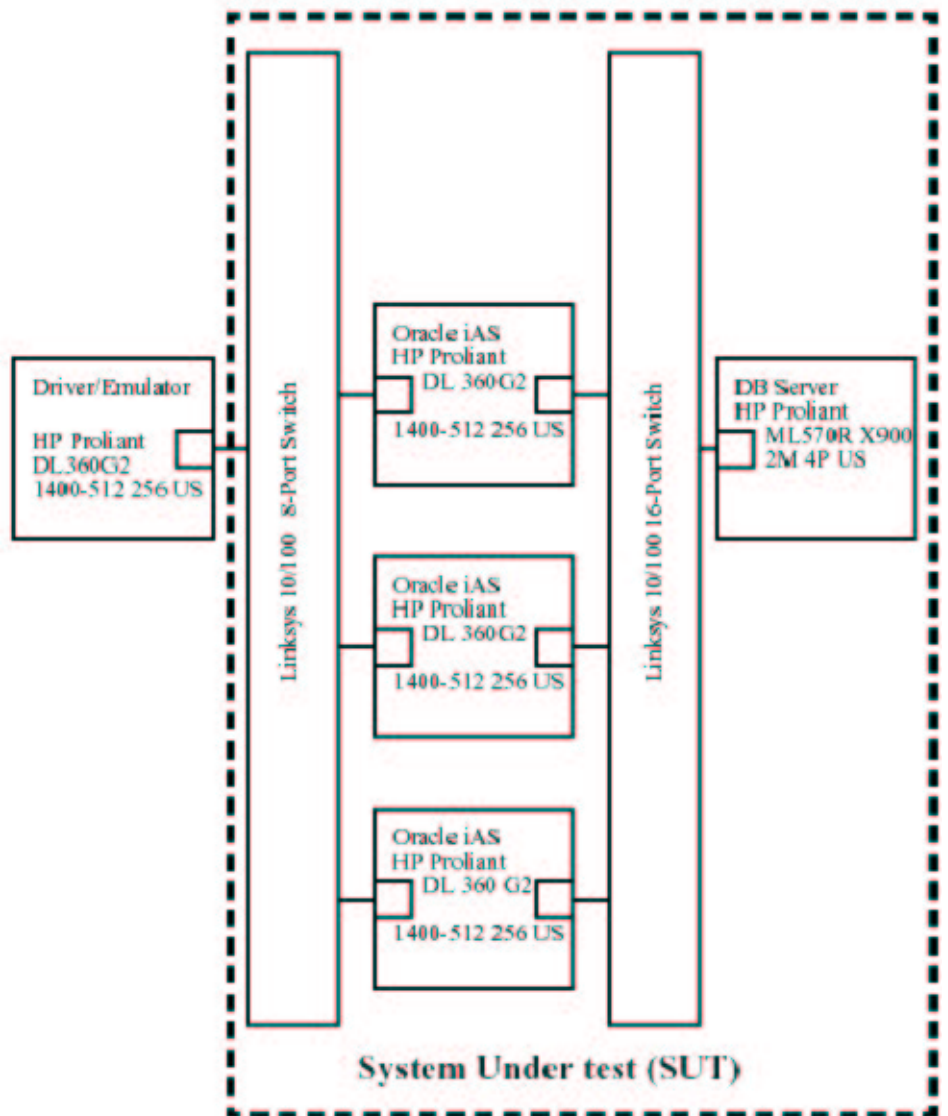 Driver/Emulator
HP Proliant
DL360G2
1400-512 256 US
Linksys 10/100 8-Port Switch
Oracle iAS
HP Proliant
DL 360G2
1400-512 256 US
Oracle iAS
HP Proliant
DL 360G2
1400-512 256 US
Oracle iAS
HP Proliant
DL 360 G2
1400-512 256 US
Linksys 10/100 16-Port Switch
DB Server
HP Proliant
ML570R X900
2M 4P US
System Under test (SUT)